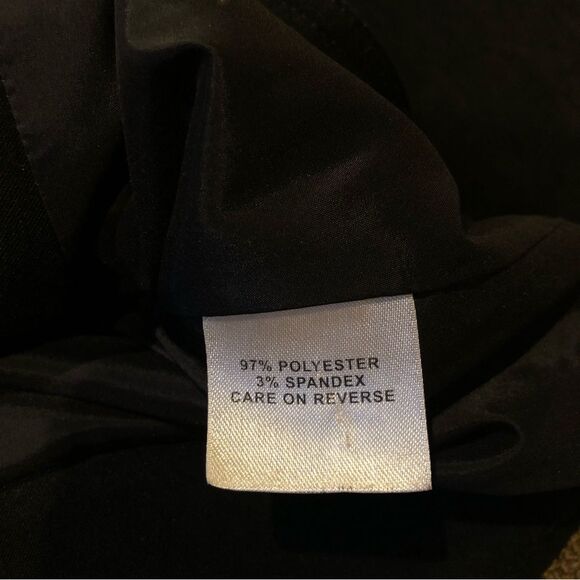 97% POLYESTER
3% SPANDEX
CARE ON REVERSE